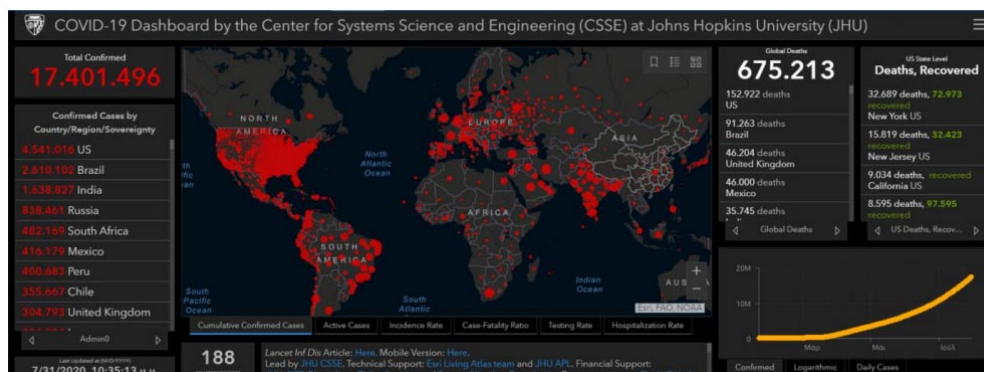 COVID-19 Dashboard by the Center for Systems Science and Engineering (CSSE) at Johns Hopkins University (JHU)
Total Confirmed
17.401.496
Confirmed Cases by
Country/Region/Sovereignty
4.541.016 US
2.610.102 Brazil
1.638.827 India
838.461 Russia
482.169 South Africa
416.179 Mexico
400.683 Peru
355.667 Chile
304.793 United Kingdom
Admin0
Last Updated at (M/D/YYYY)
7/31/2020, 10:35:13
NORTH
AMERICA
EUROPE
ASIA
North
Atlantic
Ocean
AFRICA
SOUTH
AMERICA
Indian
Ocean
AUS
South
Pacific
Ocean
South
Atlantic
Esri, FAO, NOAA
Cumulative Confirmed Cases
Active Cases
Incidence Rate
Case-Fatality Ratio
Testing Rate
Hospitalization Rate
188
Lancet Inf Dis Article: Here. Mobile Version: Here.
Lead by JHU CSSE. Technical Support: Esri Living Atlas team and JHU APL. Financial Support:
Global Deaths
675.213
152.922 deaths
US
91.263 deaths
Brazil
46.204 deaths
United Kingdom
46.000 deaths
Mexico
35.745 deaths
Global Deaths
US State Level
Deaths, Recovered
32.689 deaths, 72.973
recovered
New York US
15.819 deaths, 32.423
recovered
New Jersey US
9.034 deaths, recovered
California US
8.595 deaths, 97.595
recovered
US Deaths, Recov...
20M
10M
0
Μαρ
Μάι
Ιούλ
Confirmed
Logarithmic
Daily Cases